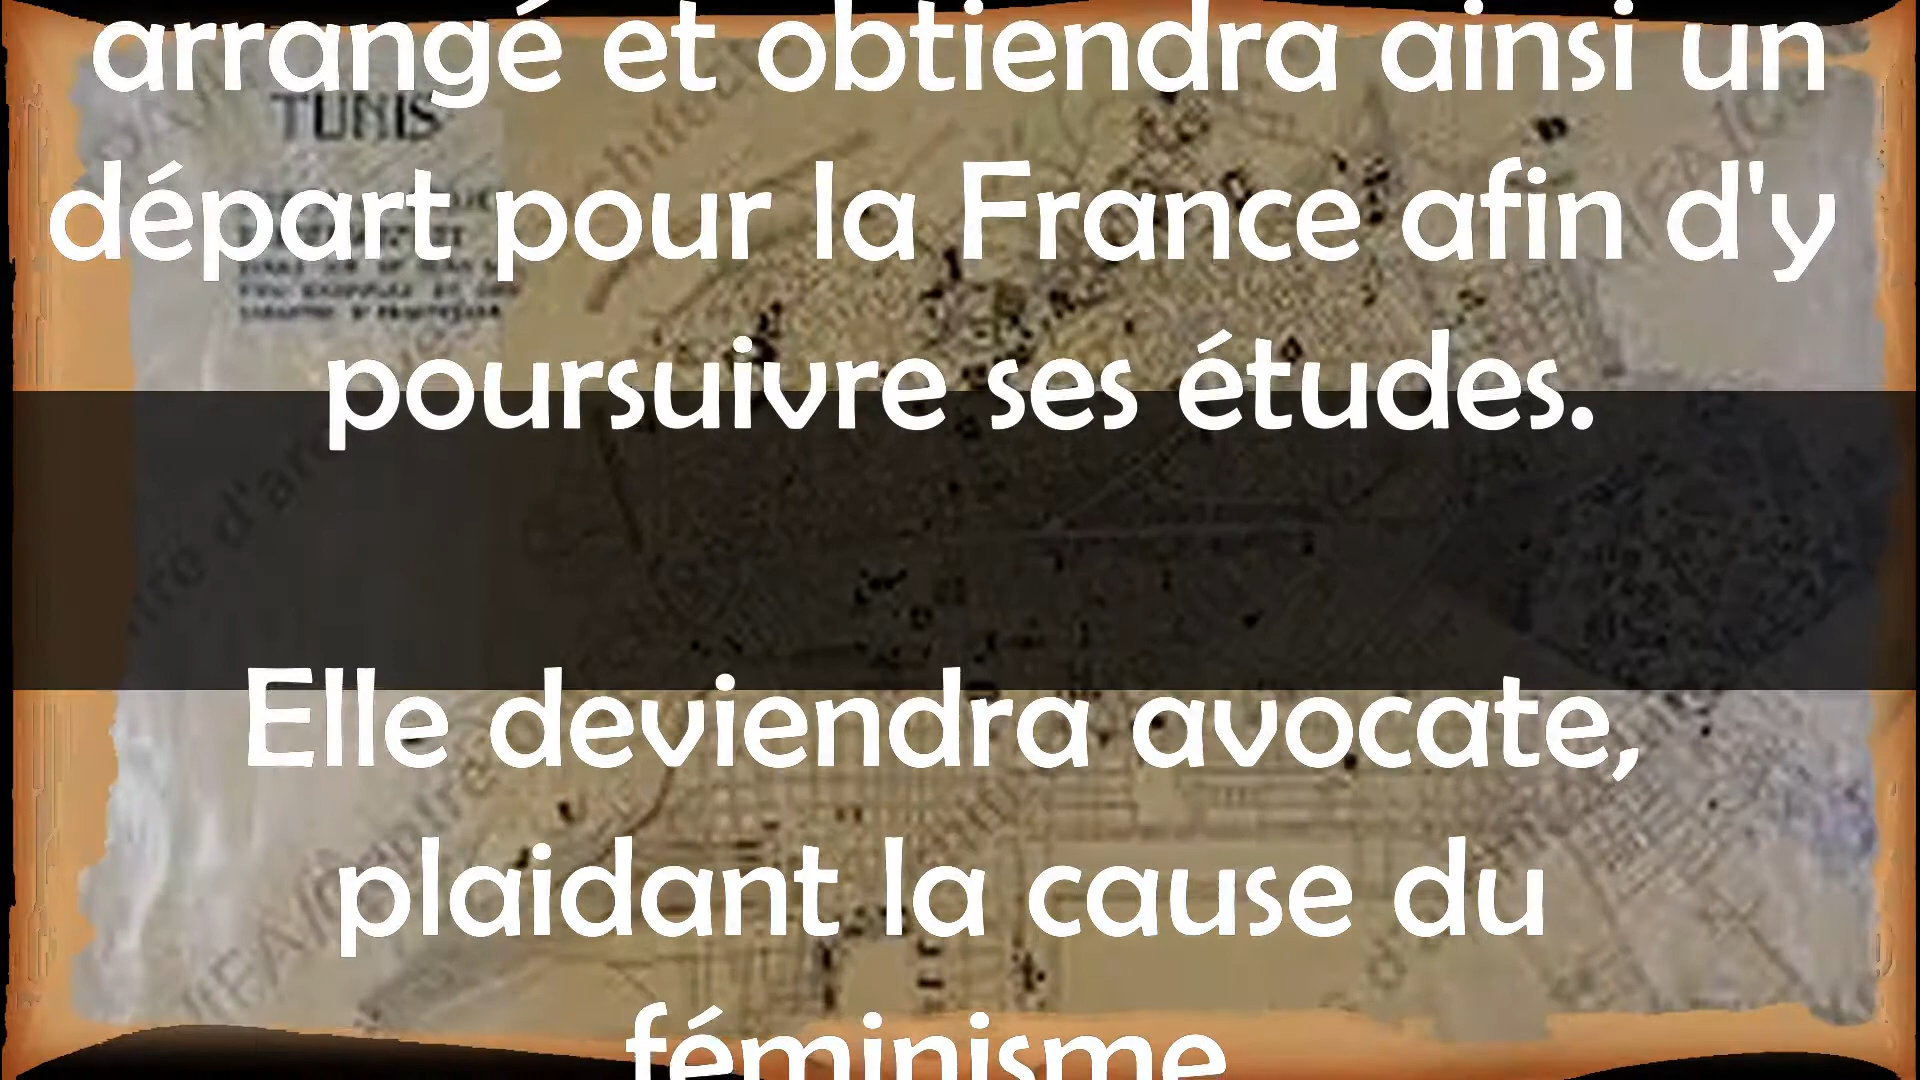 arrangé et obtiendra ainsi un
TUNIS
départ pour la France afin d'y
poursuivre ses études.
Elle deviendra avocate,
plaidant la cause du
féminisme